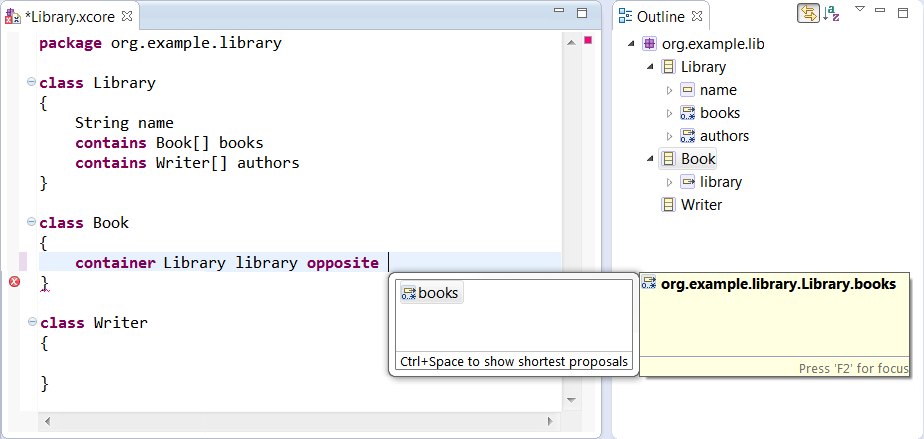 *Library.xcore
package org.example.library
class Library
{
String name
contains Book[] books
contains Writer[] authors
}
class Book
{
container Library library opposite
}
class Writer
{
}
books
Ctrl+Space to show shortest proposals
org.example.library.Library.books
Press 'F2' for focus
Outline
org.example.lib
Library
name
books
authors
Book
library
Writer